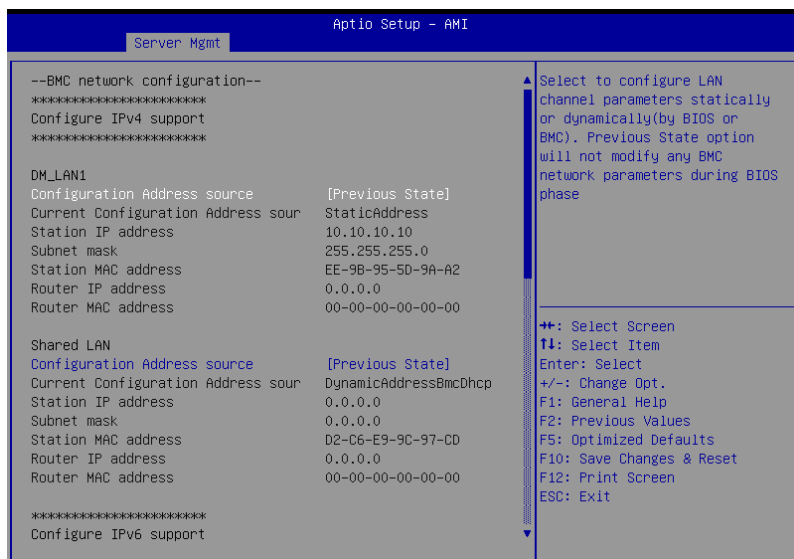 Aptio Setup – AMI
Server Mgmt
--BMC network configuration--
**********************
Configure IPv4 support
**********************
DM_LAN1
Configuration Address source [Previous State]
Current Configuration Address sour StaticAddress
Station IP address 10.10.10.10
Subnet mask 255.255.255.0
Station MAC address EE-9B-95-5D-9A-A2
Router IP address 0.0.0.0
Router MAC address 00-00-00-00-00-00
Shared LAN
Configuration Address source [Previous State]
Current Configuration Address sour DynamicAddressBmcDhcp
Station IP address 0.0.0.0
Subnet mask 0.0.0.0
Station MAC address D2-C6-E9-9C-97-CD
Router IP address 0.0.0.0
Router MAC address 00-00-00-00-00-00
**********************
Configure IPv6 support
Select to configure LAN
channel parameters statically
or dynamically(by BIOS or
BMC). Previous State option
will not modify any BMC
network parameters during BIOS
phase
→←: Select Screen
↑↓: Select Item
Enter: Select
+/-: Change Opt.
F1: General Help
F2: Previous Values
F5: Optimized Defaults
F10: Save Changes & Reset
F12: Print Screen
ESC: Exit